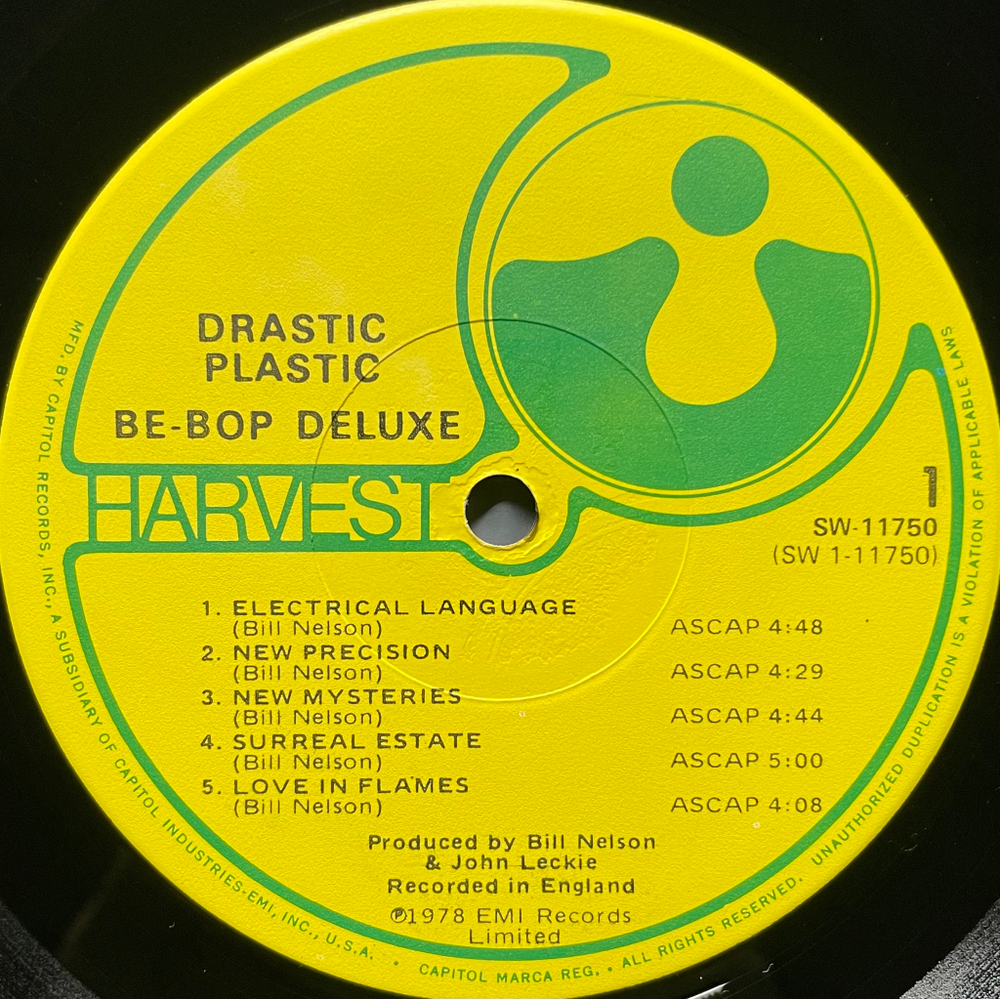 DRASTIC
PLASTIC
BE-BOP DELUXE
HARVEST
1
SW-11750
(SW 1-11750)
1. ELECTRICAL LANGUAGE
(Bill Nelson) ASCAP 4:48
2. NEW PRECISION
(Bill Nelson) ASCAP 4:29
3. NEW MYSTERIES
(Bill Nelson) ASCAP 4:44
4. SURREAL ESTATE
(Bill Nelson) ASCAP 5:00
5. LOVE IN FLAMES
(Bill Nelson) ASCAP 4:08
Produced by Bill Nelson
& John Leckie
Recorded in England
℗1978 EMI Records
Limited
MFD. BY CAPITOL RECORDS, INC., A SUBSIDIARY OF CAPITOL INDUSTRIES-EMI, INC., U.S.A. • CAPITOL MARCA REG. • ALL RIGHTS RESERVED. UNAUTHORIZED DUPLICATION IS A VIOLATION OF APPLICABLE LAWS